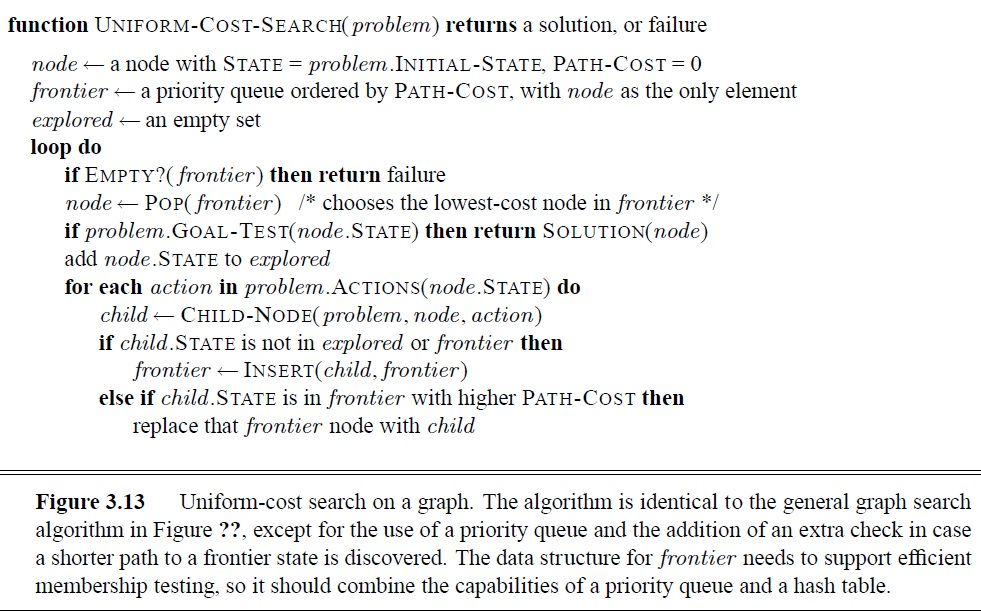 function UNIFORM-COST-SEARCH(problem) returns a solution, or failure
node ← a node with STATE = problem.INITIAL-STATE, PATH-COST = 0
frontier ← a priority queue ordered by PATH-COST, with node as the only element
explored ← an empty set
loop do
if EMPTY?(frontier) then return failure
node ← POP(frontier) /* chooses the lowest-cost node in frontier */
if problem.GOAL-TEST(node.STATE) then return SOLUTION(node)
add node.STATE to explored
for each action in problem.ACTIONS(node.STATE) do
child ← CHILD-NODE(problem, node, action)
if child.STATE is not in explored or frontier then
frontier ← INSERT(child, frontier)
else if child.STATE is in frontier with higher PATH-COST then
replace that frontier node with child
Figure 3.13 Uniform-cost search on a graph. The algorithm is identical to the general graph search
algorithm in Figure ??, except for the use of a priority queue and the addition of an extra check in case
a shorter path to a frontier state is discovered. The data structure for frontier needs to support efficient
membership testing, so it should combine the capabilities of a priority queue and a hash table.